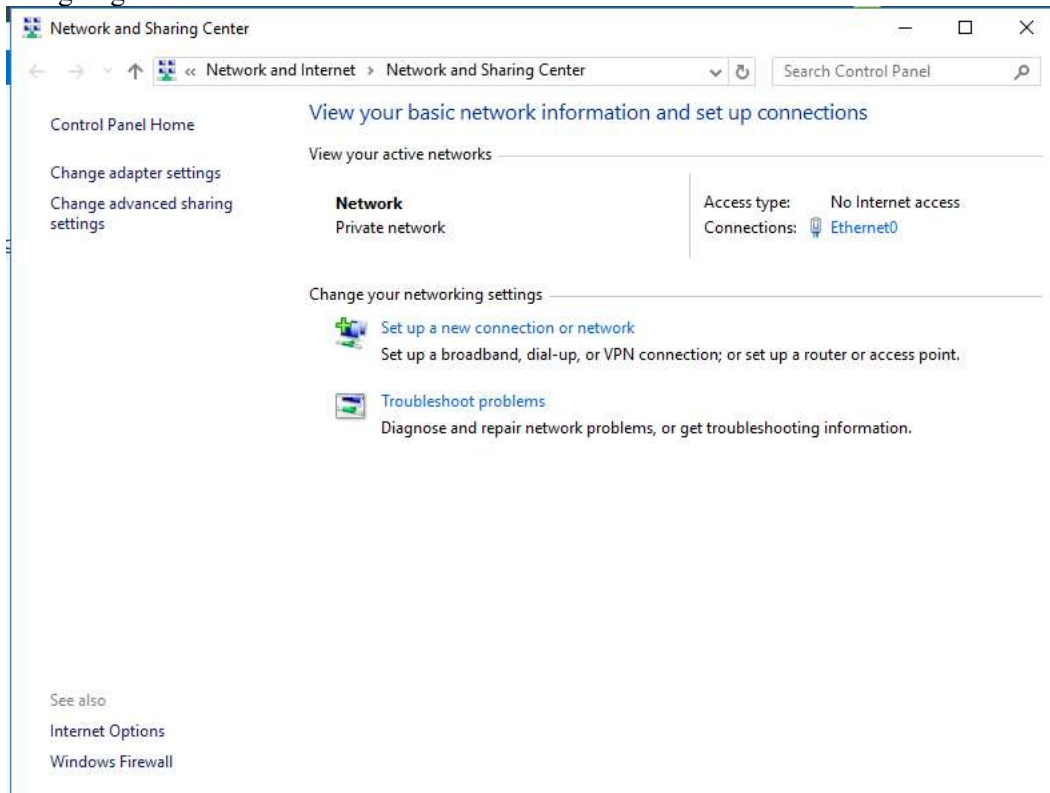 Network and Sharing Center
« Network and Internet > Network and Sharing Center
Search Control Panel
Control Panel Home
Change adapter settings
Change advanced sharing
settings
View your basic network information and set up connections
View your active networks
Network
Private network
Access type: No Internet access
Connections: Ethernet0
Change your networking settings
Set up a new connection or network
Set up a broadband, dial-up, or VPN connection; or set up a router or access point.
Troubleshoot problems
Diagnose and repair network problems, or get troubleshooting information.
See also
Internet Options
Windows Firewall